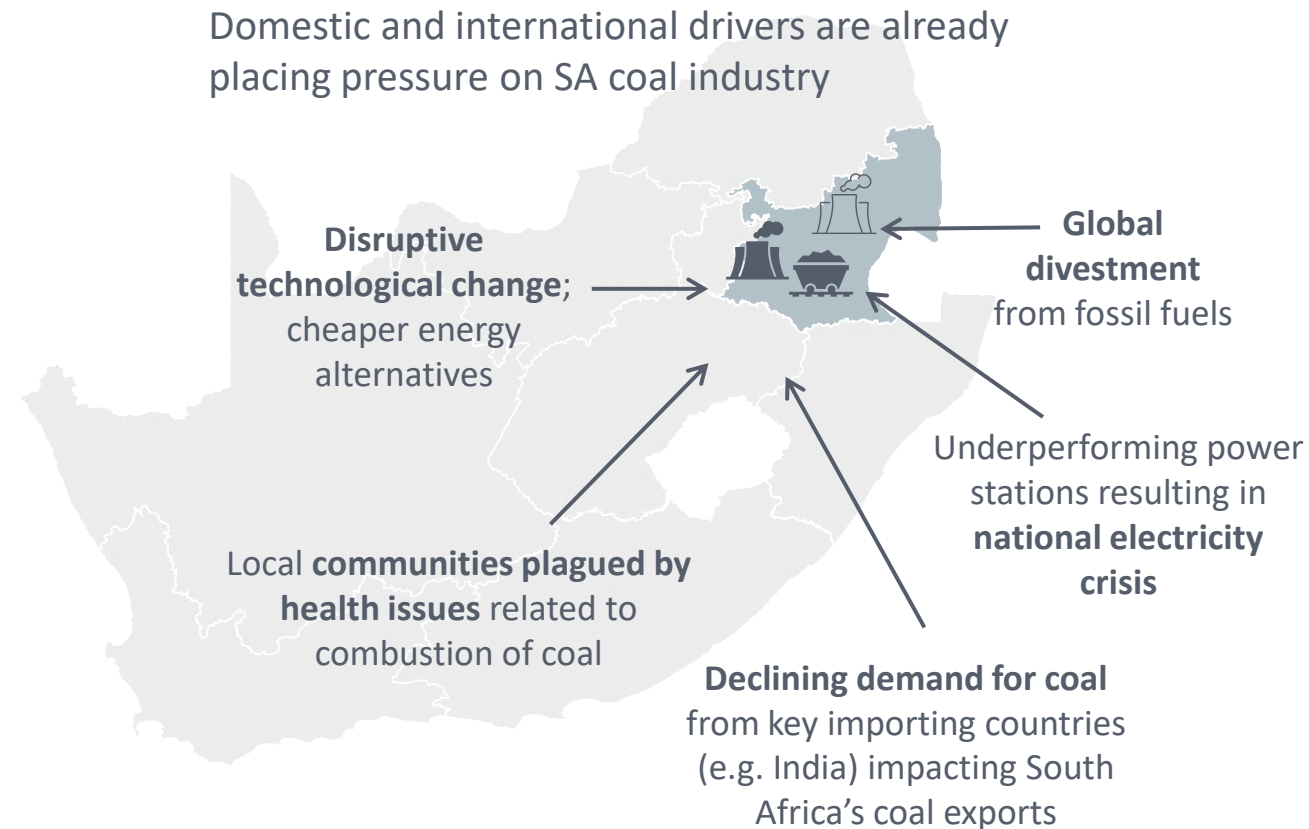 Domestic and international drivers are already
placing pressure on SA coal industry
Disruptive
technological change;
cheaper energy
alternatives
Global
divestment
from fossil fuels
Underperforming power
stations resulting in
national electricity
crisis
Local communities plagued by
health issues related to
combustion of coal
Declining demand for coal
from key importing countries
(e.g. India) impacting South
Africa’s coal exports